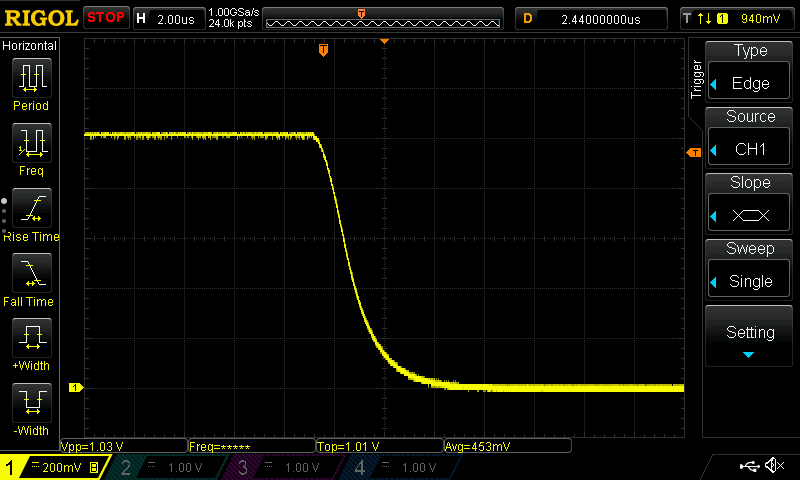 RIGOL STOP H 2.00us 1.00GSa/s 24.0k pts T D 2.44000000us T 1 940mV
Horizontal
Period
Freq
Rise Time
Fall Time
+Width
-Width
T
T
1
Trigger
Type
Edge
Source
CH1
Slope
Sweep
Single
Setting
Vpp=1.03 V Freq=***** Top=1.01 V Avg=453mV
1 200mV B 2 1.00 V 3 1.00 V 4 1.00 V